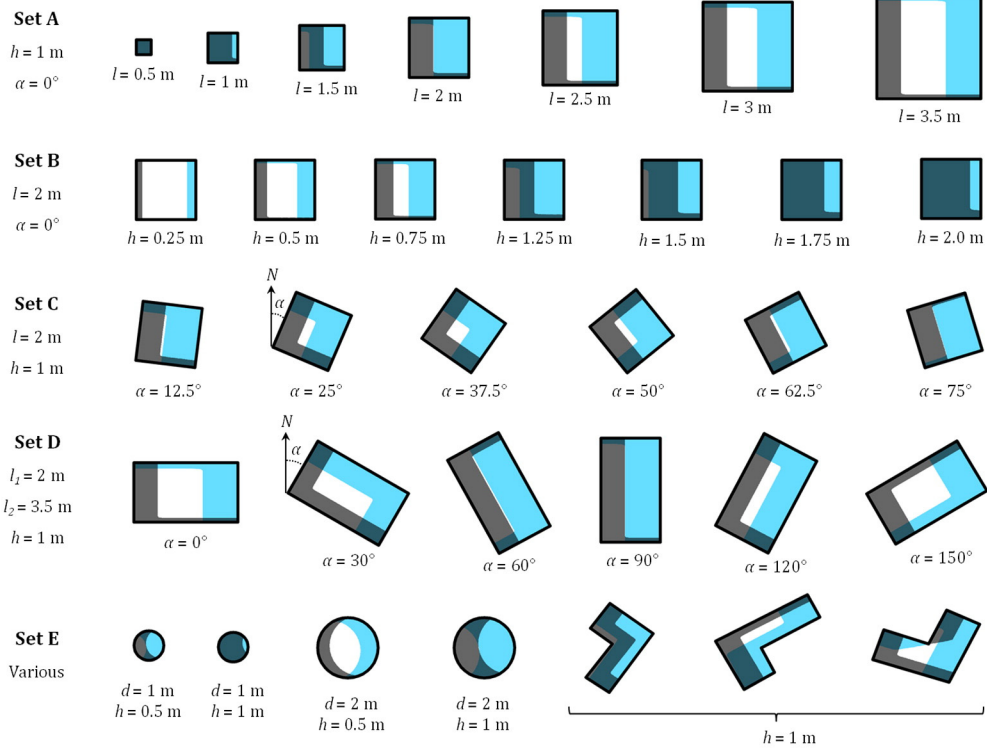 Set A
h = 1 m
α = 0°
l = 0.5 m
l = 1 m
l = 1.5 m
l = 2 m
l = 2.5 m
l = 3 m
l = 3.5 m
Set B
l = 2 m
α = 0°
h = 0.25 m
h = 0.5 m
h = 0.75 m
h = 1.25 m
h = 1.5 m
h = 1.75 m
h = 2.0 m
Set C
l = 2 m
h = 1 m
N
α
α = 12.5°
α = 25°
α = 37.5°
α = 50°
α = 62.5°
α = 75°
Set D
l₁ = 2 m
l₂ = 3.5 m
h = 1 m
N
α
α = 0°
α = 30°
α = 60°
α = 90°
α = 120°
α = 150°
Set E
Various
d = 1 m
h = 0.5 m
d = 1 m
h = 1 m
d = 2 m
h = 0.5 m
d = 2 m
h = 1 m
h = 1 m